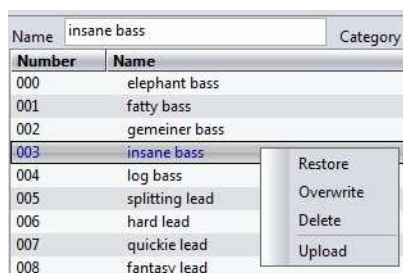 Name insane bass Category
Number Name
000 elephant bass
001 fatty bass
002 gemeiner bass
003 insane bass
Restore
004 log bass
Overwrite
005 splitting lead
Delete
006 hard lead
007 quickie lead
Upload
008 fantasy lead